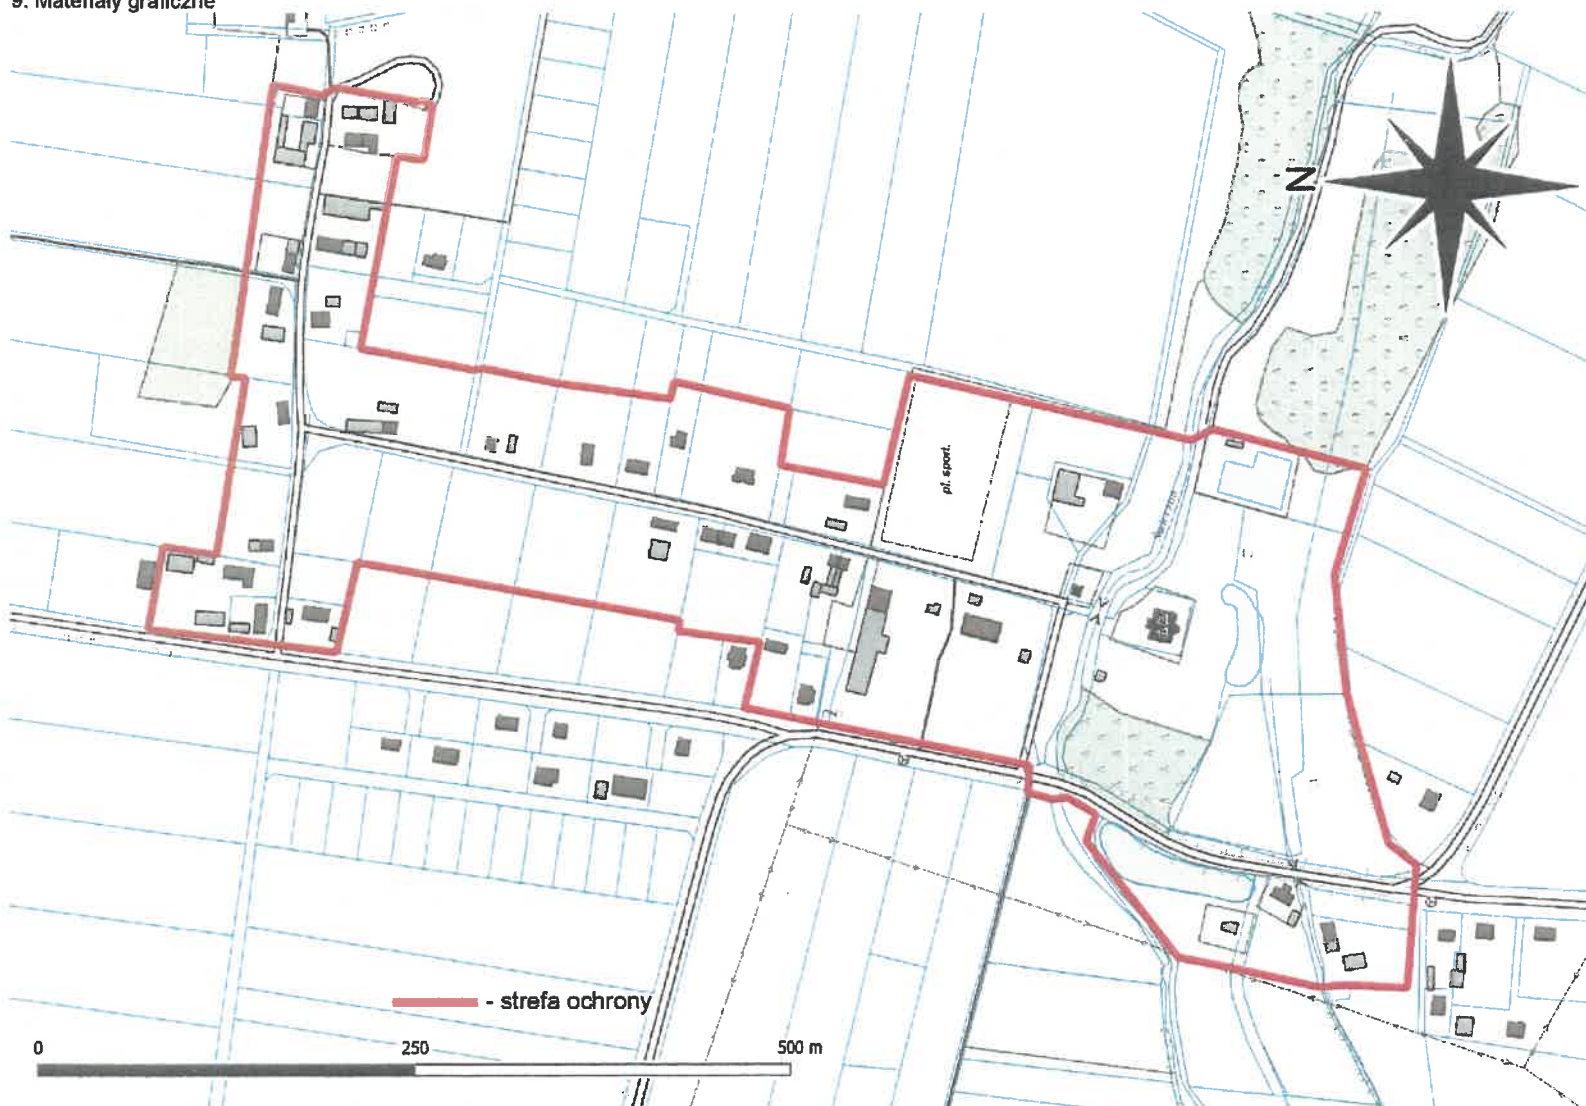 9. Materiały graficzne
N
pl. sport.
- strefa ochrony
0 250 500 m